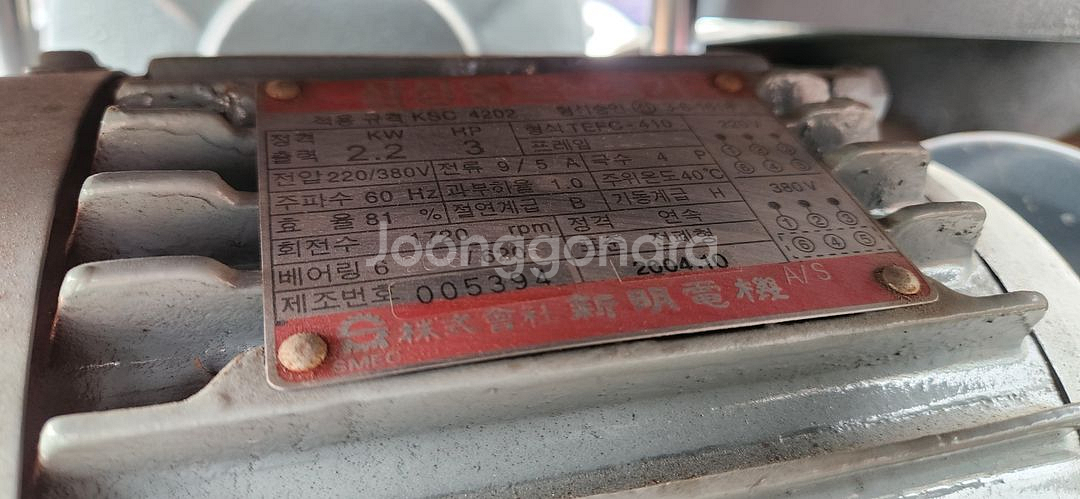 적용 규격 KSC 4202 형식승인
정격 출력 KW 2.2 HP 3 형식 TEFC-410 프레임
전압 220/380V 전류 9/5 A 극수 4 P
주파수 60 Hz 과부하율 1.0 주위온도 40℃
효율 81 % 절연계급 B 기동계급 H
회전수 1720 rpm 정격 연속
베어링 6
제조번호 005394 2004.10
220V
380V
① ② ③
⑥ ④ ⑤
A/S
株式會社 新明電機
SMEC
Joonggonara